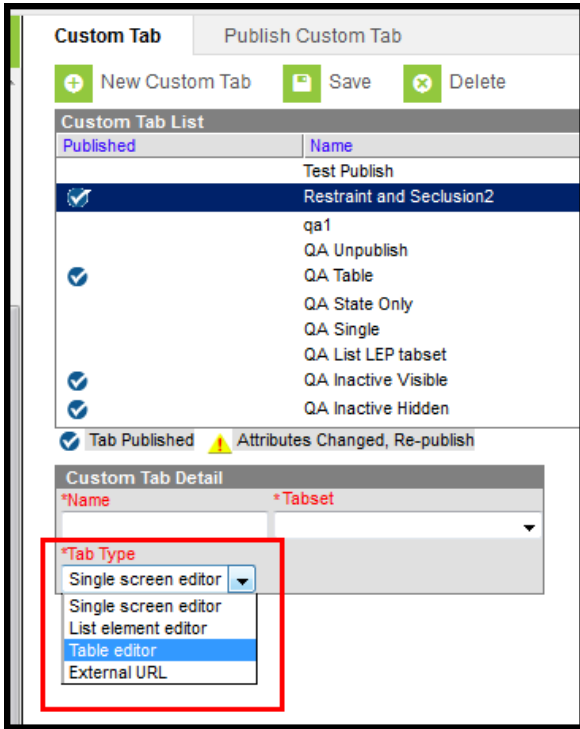 Custom Tab Publish Custom Tab
New Custom Tab Save Delete
Custom Tab List
Published Name
Test Publish
Restraint and Seclusion2
qa1
QA Unpublish
QA Table
QA State Only
QA Single
QA List LEP tabset
QA Inactive Visible
QA Inactive Hidden
Tab Published Attributes Changed, Re-publish
Custom Tab Detail
*Name *Tabset
*Tab Type
Single screen editor
Single screen editor
List element editor
Table editor
External URL